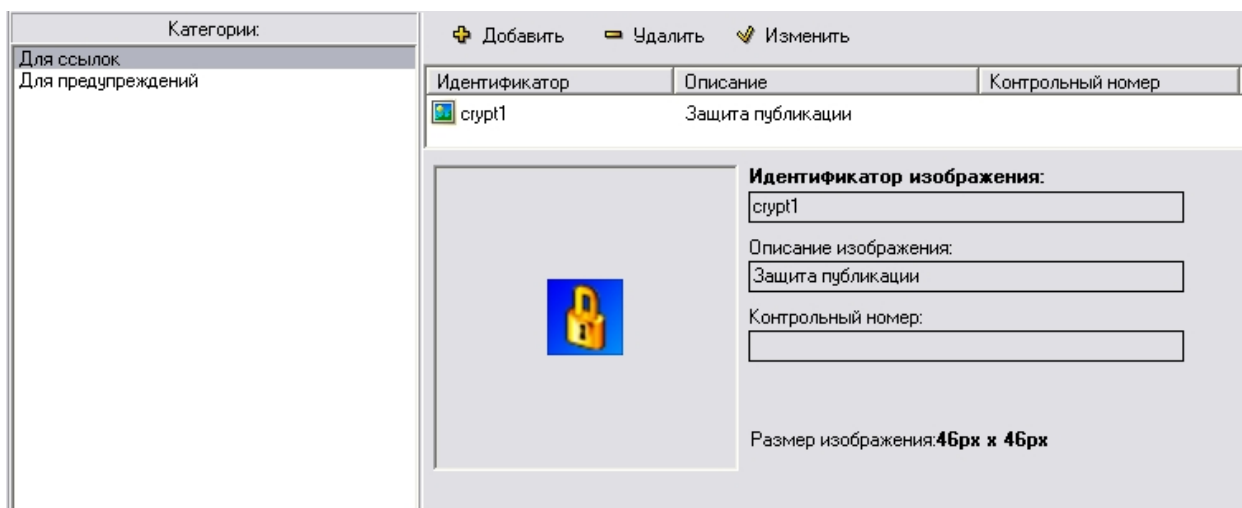 Категории:
Для ссылок
Для предупреждений
Добавить Удалить Изменить
Идентификатор Описание Контрольный номер
crypt1 Защита публикации
Идентификатор изображения:
crypt1
Описание изображения:
Защита публикации
Контрольный номер:
Размер изображения:46px x 46px